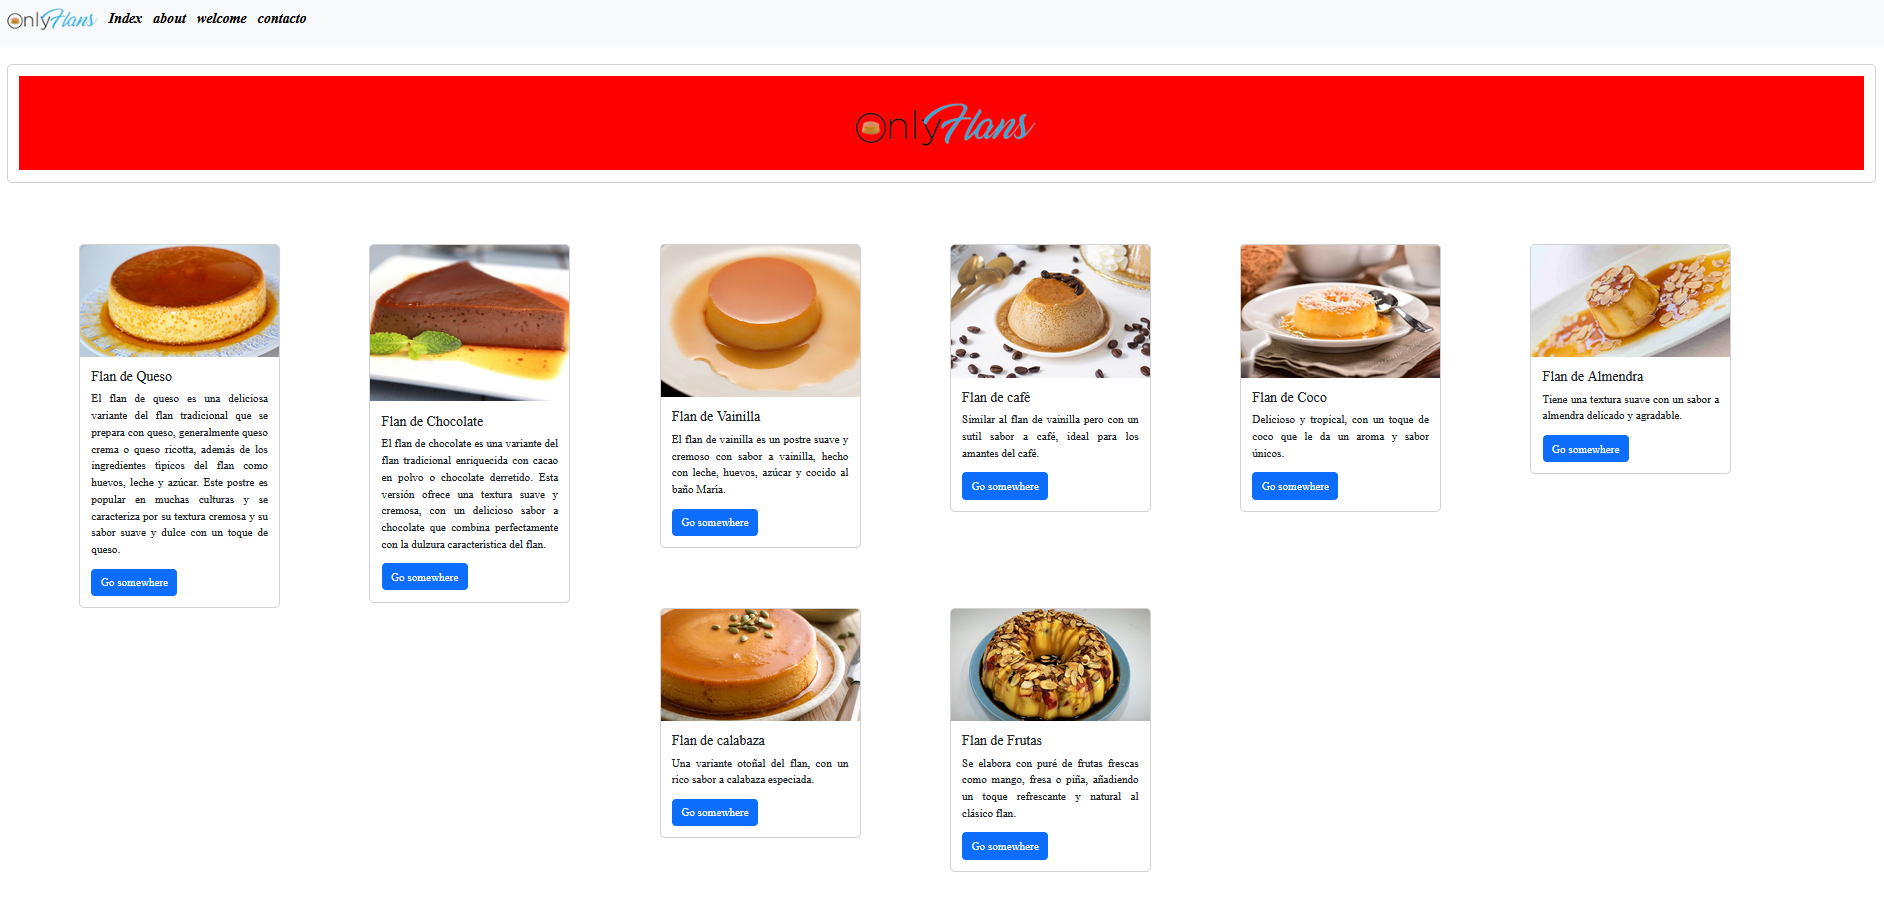 OnlyFlans Index about welcome contacto
OnlyFlans
Flan de Queso
El flan de queso es una deliciosa
variante del flan tradicional que se
prepara con queso, generalmente queso
crema o queso ricotta, además de los
ingredientes típicos del flan como
huevos, leche y azúcar. Este postre es
popular en muchas culturas y se
caracteriza por su textura cremosa y su
sabor suave y dulce con un toque de
queso.
Go somewhere
Flan de Chocolate
El flan de chocolate es una variante del
flan tradicional enriquecida con cacao
en polvo o chocolate derretido. Esta
versión ofrece una textura suave y
cremosa, con un delicioso sabor a
chocolate que combina perfectamente
con la dulzura característica del flan.
Go somewhere
Flan de Vainilla
El flan de vainilla es un postre suave y
cremoso con sabor a vainilla, hecho
con leche, huevos, azúcar y cocido al
baño María.
Go somewhere
Flan de café
Similar al flan de vainilla pero con un
sutil sabor a café, ideal para los
amantes del café.
Go somewhere
Flan de Coco
Delicioso y tropical, con un toque de
coco que le da un aroma y sabor
únicos.
Go somewhere
Flan de Almendra
Tiene una textura suave con un sabor a
almendra delicado y agradable.
Go somewhere
Flan de calabaza
Una variante otoñal del flan, con un
rico sabor a calabaza especiada.
Go somewhere
Flan de Frutas
Se elabora con puré de frutas frescas
como mango, fresa o piña, añadiendo
un toque refrescante y natural al
clásico flan.
Go somewhere